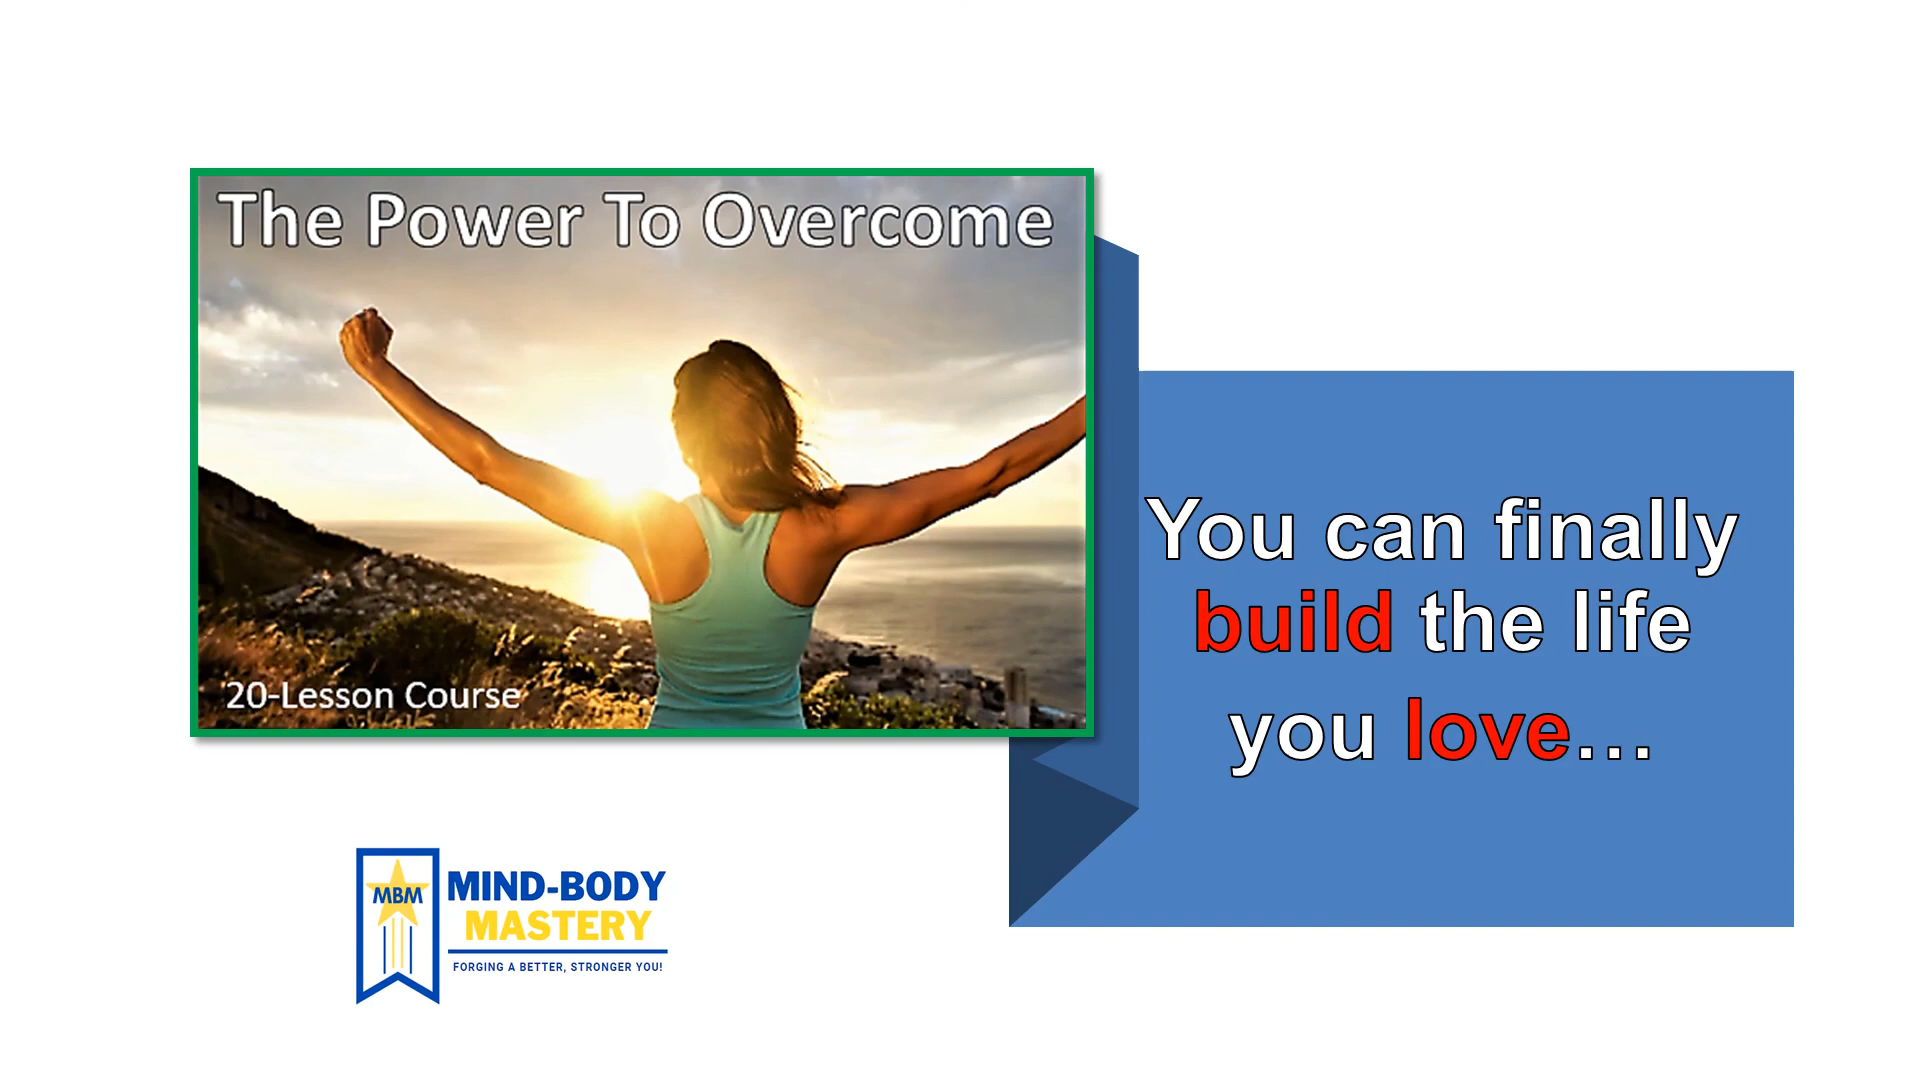 The Power To Overcome
20-Lesson Course
You can finally
build the life
you love...
MBM
MIND-BODY
MASTERY
FORGING A BETTER, STRONGER YOU!